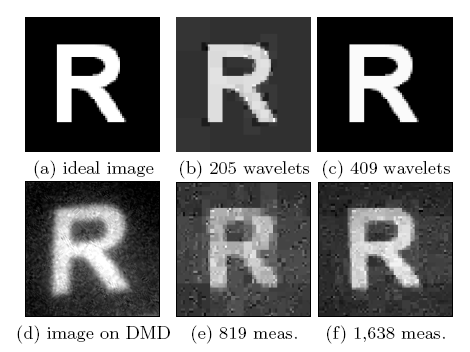 R R R
(a) ideal image (b) 205 wavelets (c) 409 wavelets
R R R
(d) image on DMD (e) 819 meas. (f) 1,638 meas.